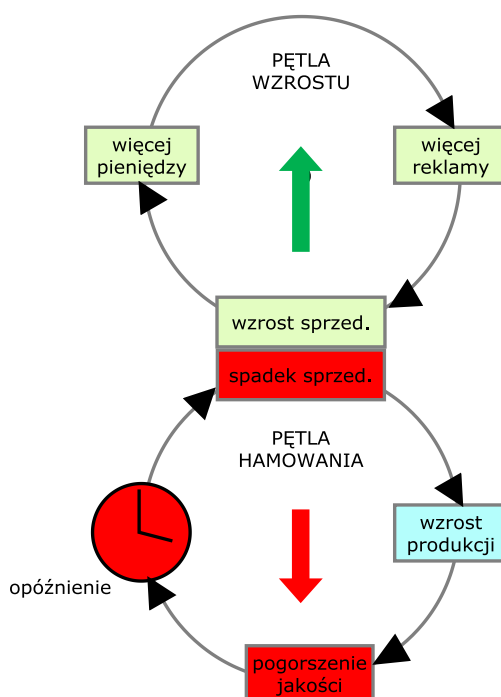 PĘTLA
WZROSTU
więcej
pieniędzy
więcej
reklamy
wzrost sprzed.
spadek sprzed.
PĘTLA
HAMOWANIA
wzrost
produkcji
opóźnienie
pogorszenie
jakości